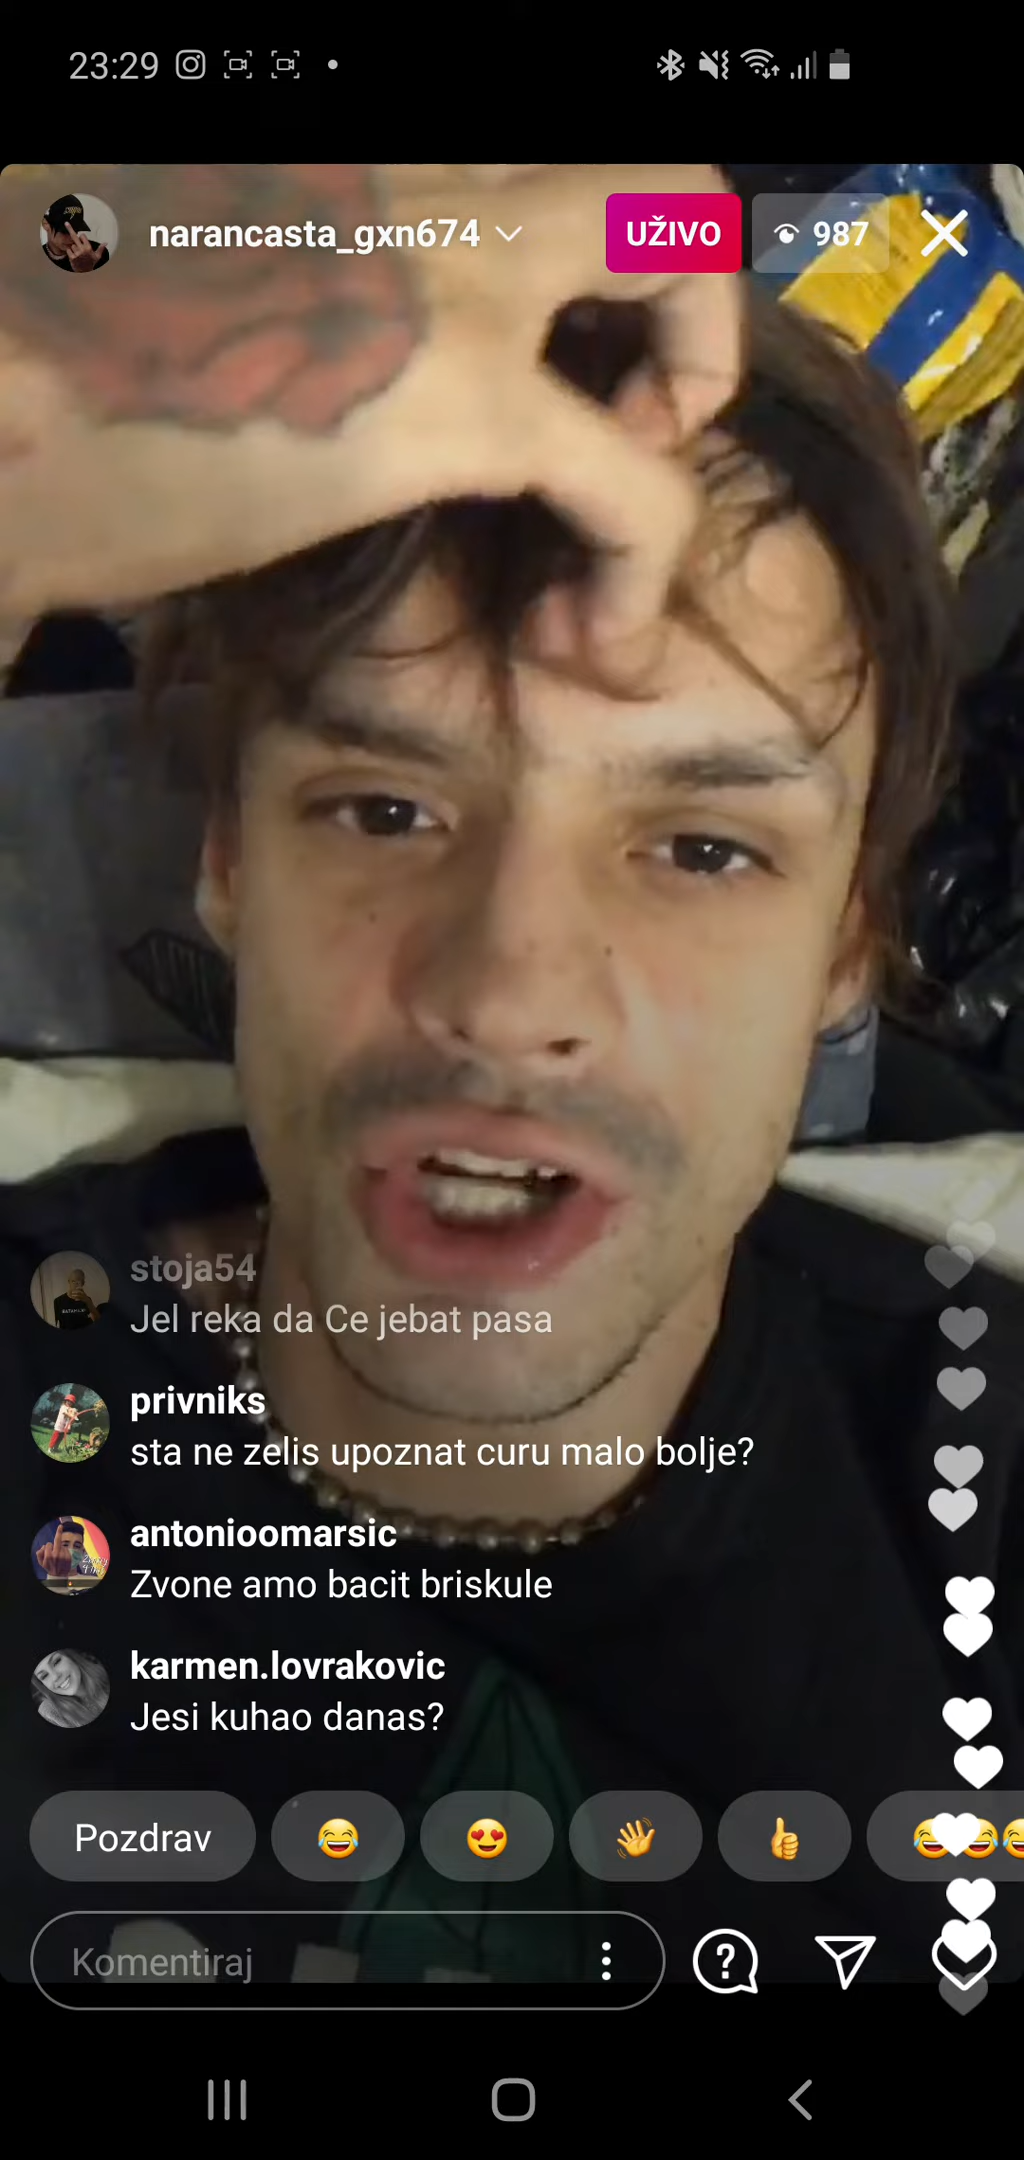 23:29
narancasta_gxn674
UŽIVO
987
stoja54
Jel reka da Ce jebat pasa
privniks
sta ne zelis upoznat curu malo bolje?
antonioomarsic
Zvone amo bacit briskule
karmen.lovrakovic
Jesi kuhao danas?
Pozdrav
Komentiraj